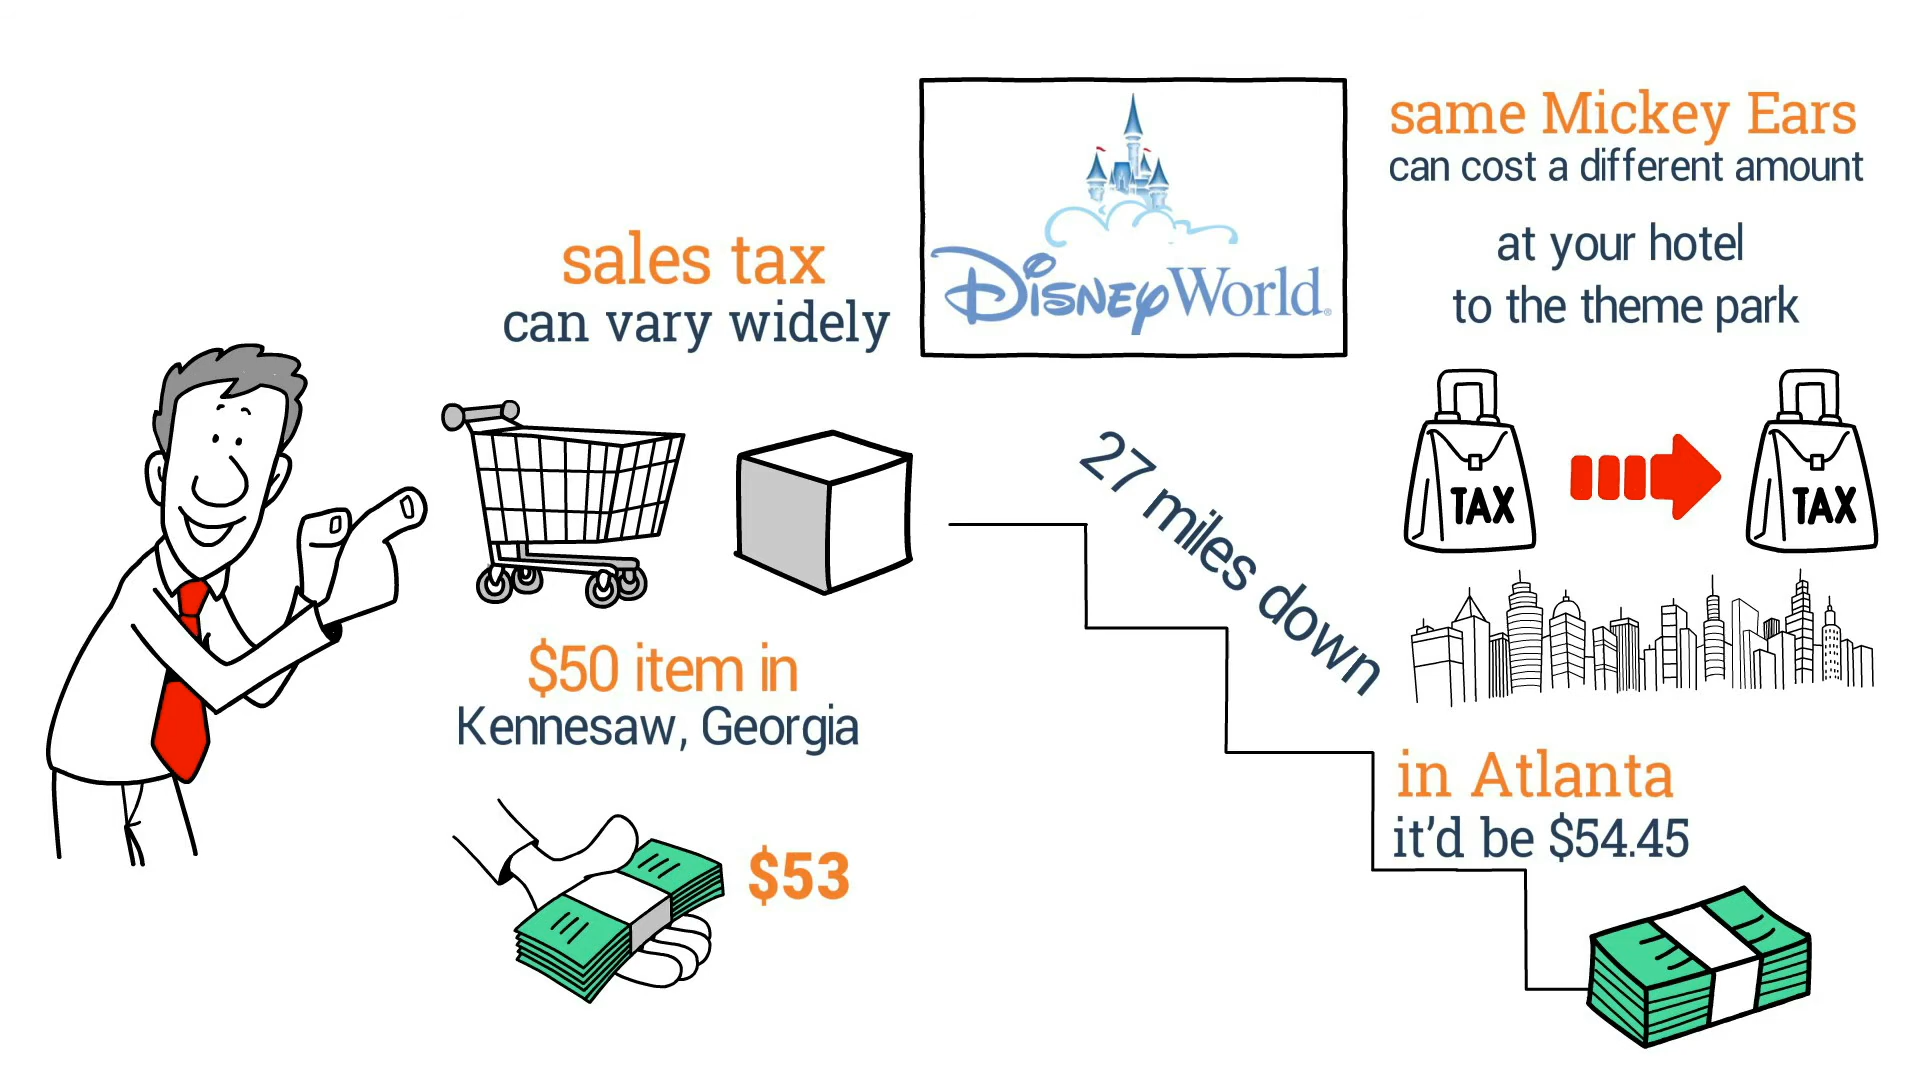 sales tax
can vary widely
$50 item in
Kennesaw, Georgia
$53
Disney World
27 miles down
same Mickey Ears
can cost a different amount
at your hotel
to the theme park
TAX
TAX
in Atlanta
it'd be $54.45